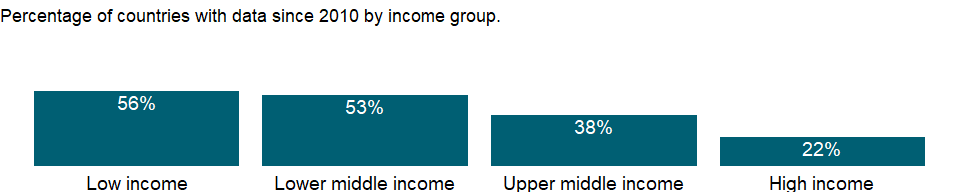 Percentage of countries with data since 2010 by income group.
56%
53%
38%
22%
Low income
Lower middle income
Upper middle income
High income